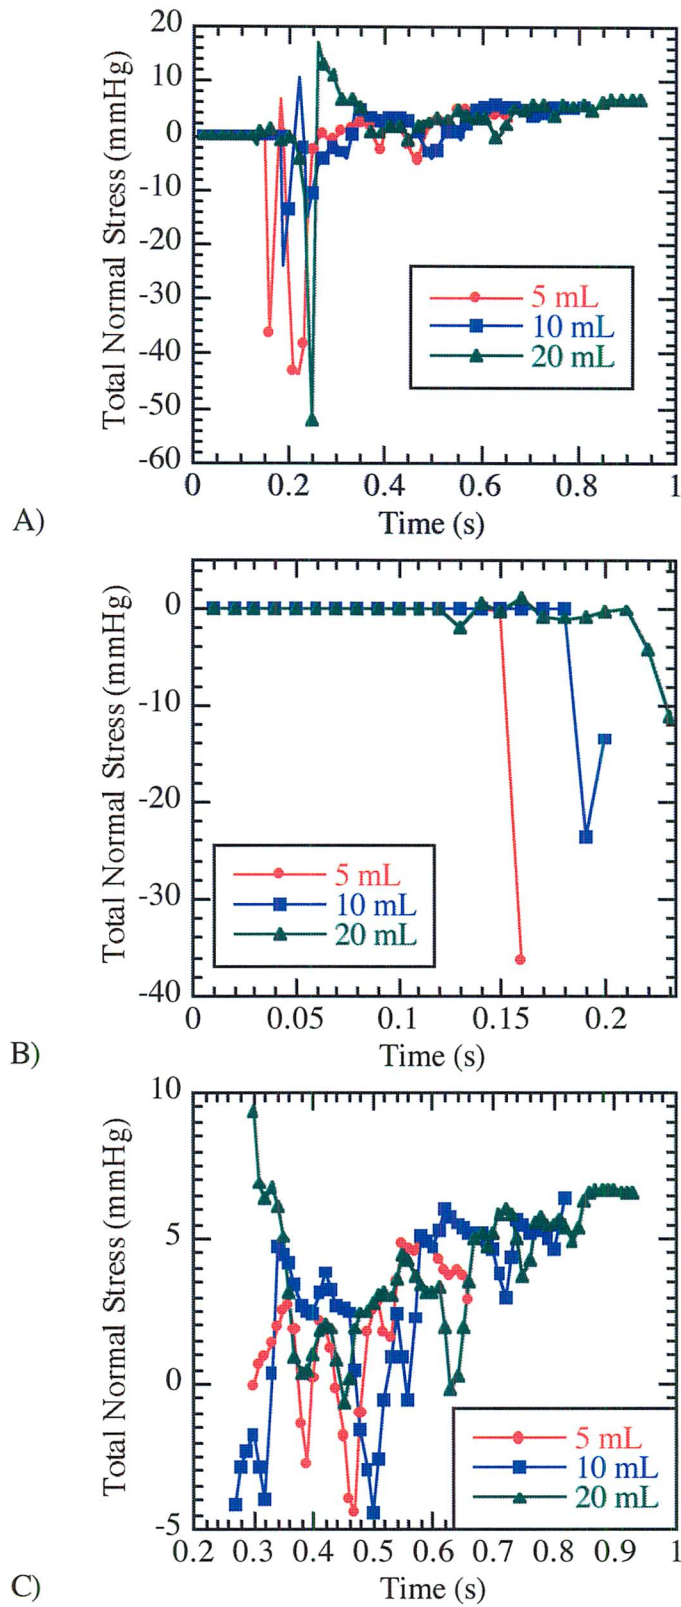 20
10
0
-10
-20
-30
-40
-50
-60
Total Normal Stress (mmHg)
5 mL
10 mL
20 mL
0 0.2 0.4 0.6 0.8 1
Time (s)
A)
0
-10
-20
-30
-40
Total Normal Stress (mmHg)
5 mL
10 mL
20 mL
0 0.05 0.1 0.15 0.2
Time (s)
B)
10
5
0
-5
Total Normal Stress (mmHg)
5 mL
10 mL
20 mL
0.2 0.3 0.4 0.5 0.6 0.7 0.8 0.9 1
Time (s)
C)